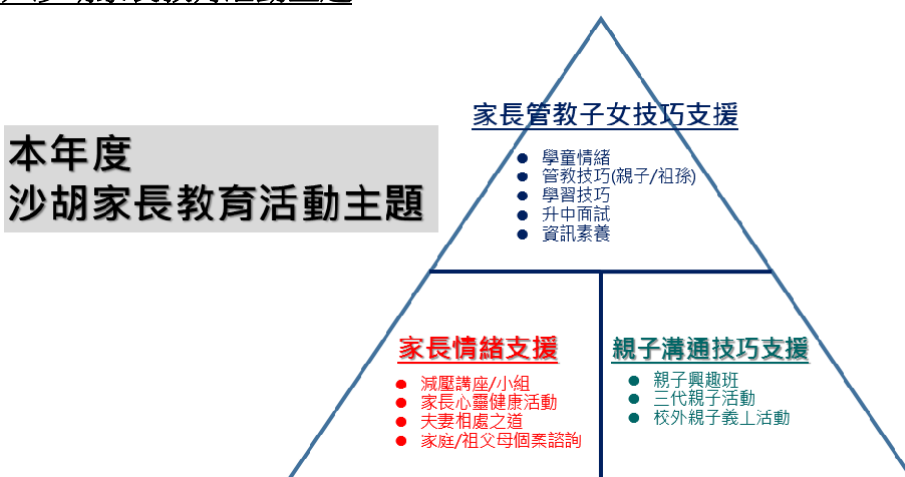 本年度
沙胡家長教育活動主題
家長管教子女技巧支援
● 學童情緒
● 管教技巧(親子/祖孫)
● 學習技巧
● 升中面試
● 資訊素養
家長情緒支援
● 減壓講座/小組
● 家長心靈健康活動
● 夫妻相處之道
● 家庭/祖父母個案諮詢
親子溝通技巧支援
● 親子興趣班
● 三代親子活動
● 校外親子義工活動